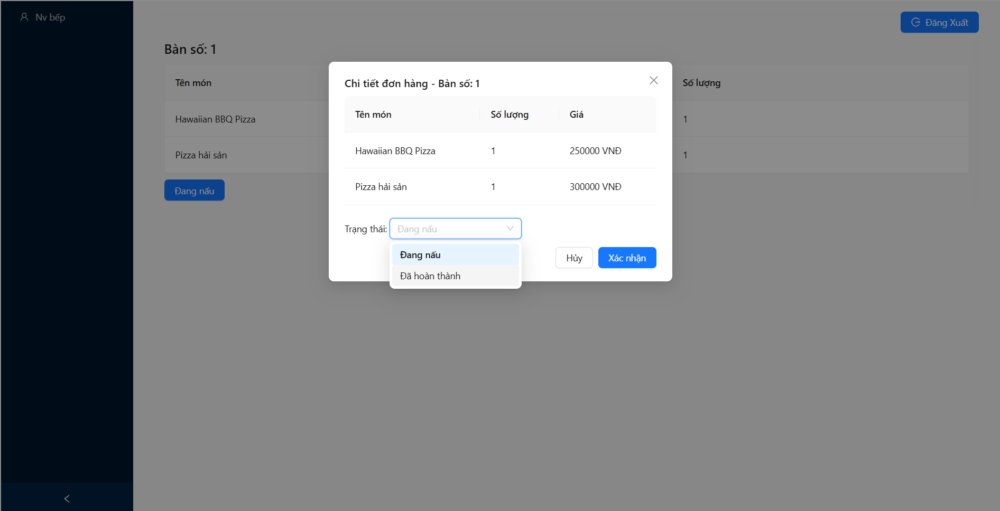 Nv bếp
Đăng Xuất
Bàn số: 1
Tên món
Số lượng
Hawaiian BBQ Pizza
1
Pizza hải sản
1
Đang nấu
Chi tiết đơn hàng - Bàn số: 1
Tên món Số lượng Giá
Hawaiian BBQ Pizza 1 250000 VNĐ
Pizza hải sản 1 300000 VNĐ
Trạng thái: Đang nấu
Đang nấu
Đã hoàn thành
Hủy
Xác nhận